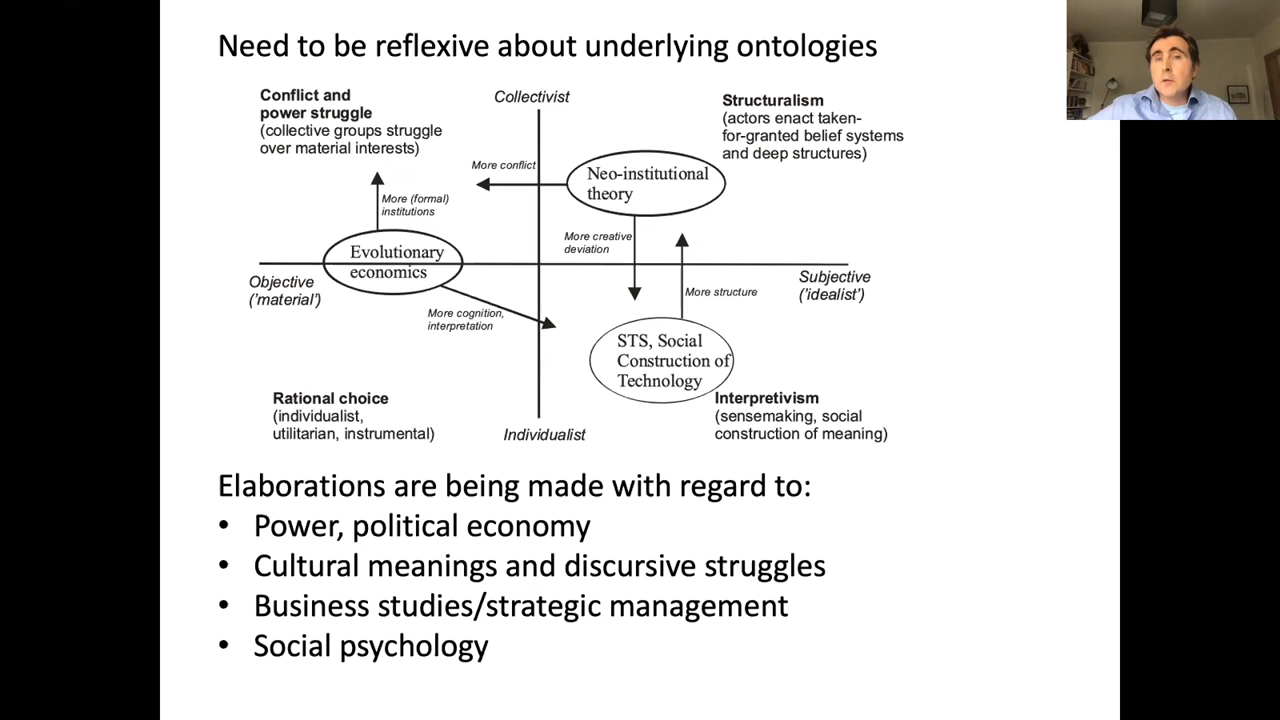 Need to be reflexive about underlying ontologies
Conflict and
power struggle
(collective groups struggle
over material interests)
Collectivist
Structuralism
(actors enact taken-
for-granted belief systems
and deep structures)
More conflict
Neo-institutional
theory
More (formal)
institutions
More creative
deviation
Evolutionary
economics
Objective
('material')
Subjective
('idealist')
More structure
More cognition,
interpretation
STS, Social
Construction of
Technology
Rational choice
(individualist,
utilitarian, instrumental)
Individualist
Interpretivism
(sensemaking, social
construction of meaning)
Elaborations are being made with regard to:
• Power, political economy
• Cultural meanings and discursive struggles
• Business studies/strategic management
• Social psychology